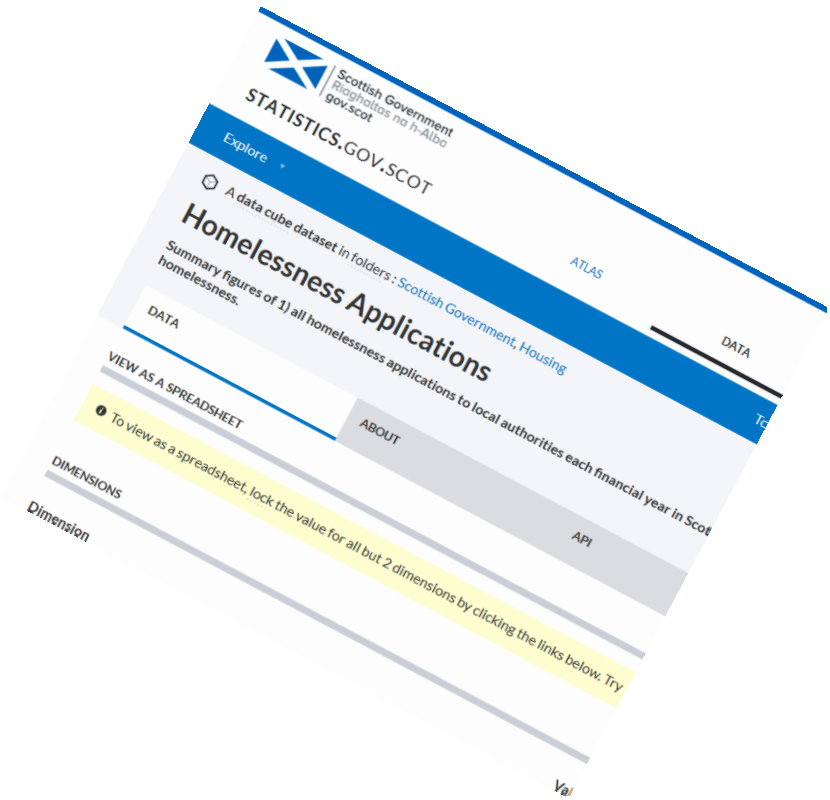 Scottish Government
Riaghaltas na h-Alba
gov.scot
STATISTICS.GOV.SCOT
ATLAS
DATA
Explore
A data cube dataset in folders : Scottish Government, Housing
Homelessness Applications
Summary figures of 1) all homelessness applications to local authorities each financial year in Scot
homelessness.
DATA
ABOUT
API
VIEW AS A SPREADSHEET
To view as a spreadsheet, lock the value for all but 2 dimensions by clicking the links below. Try
DIMENSIONS
Dimension